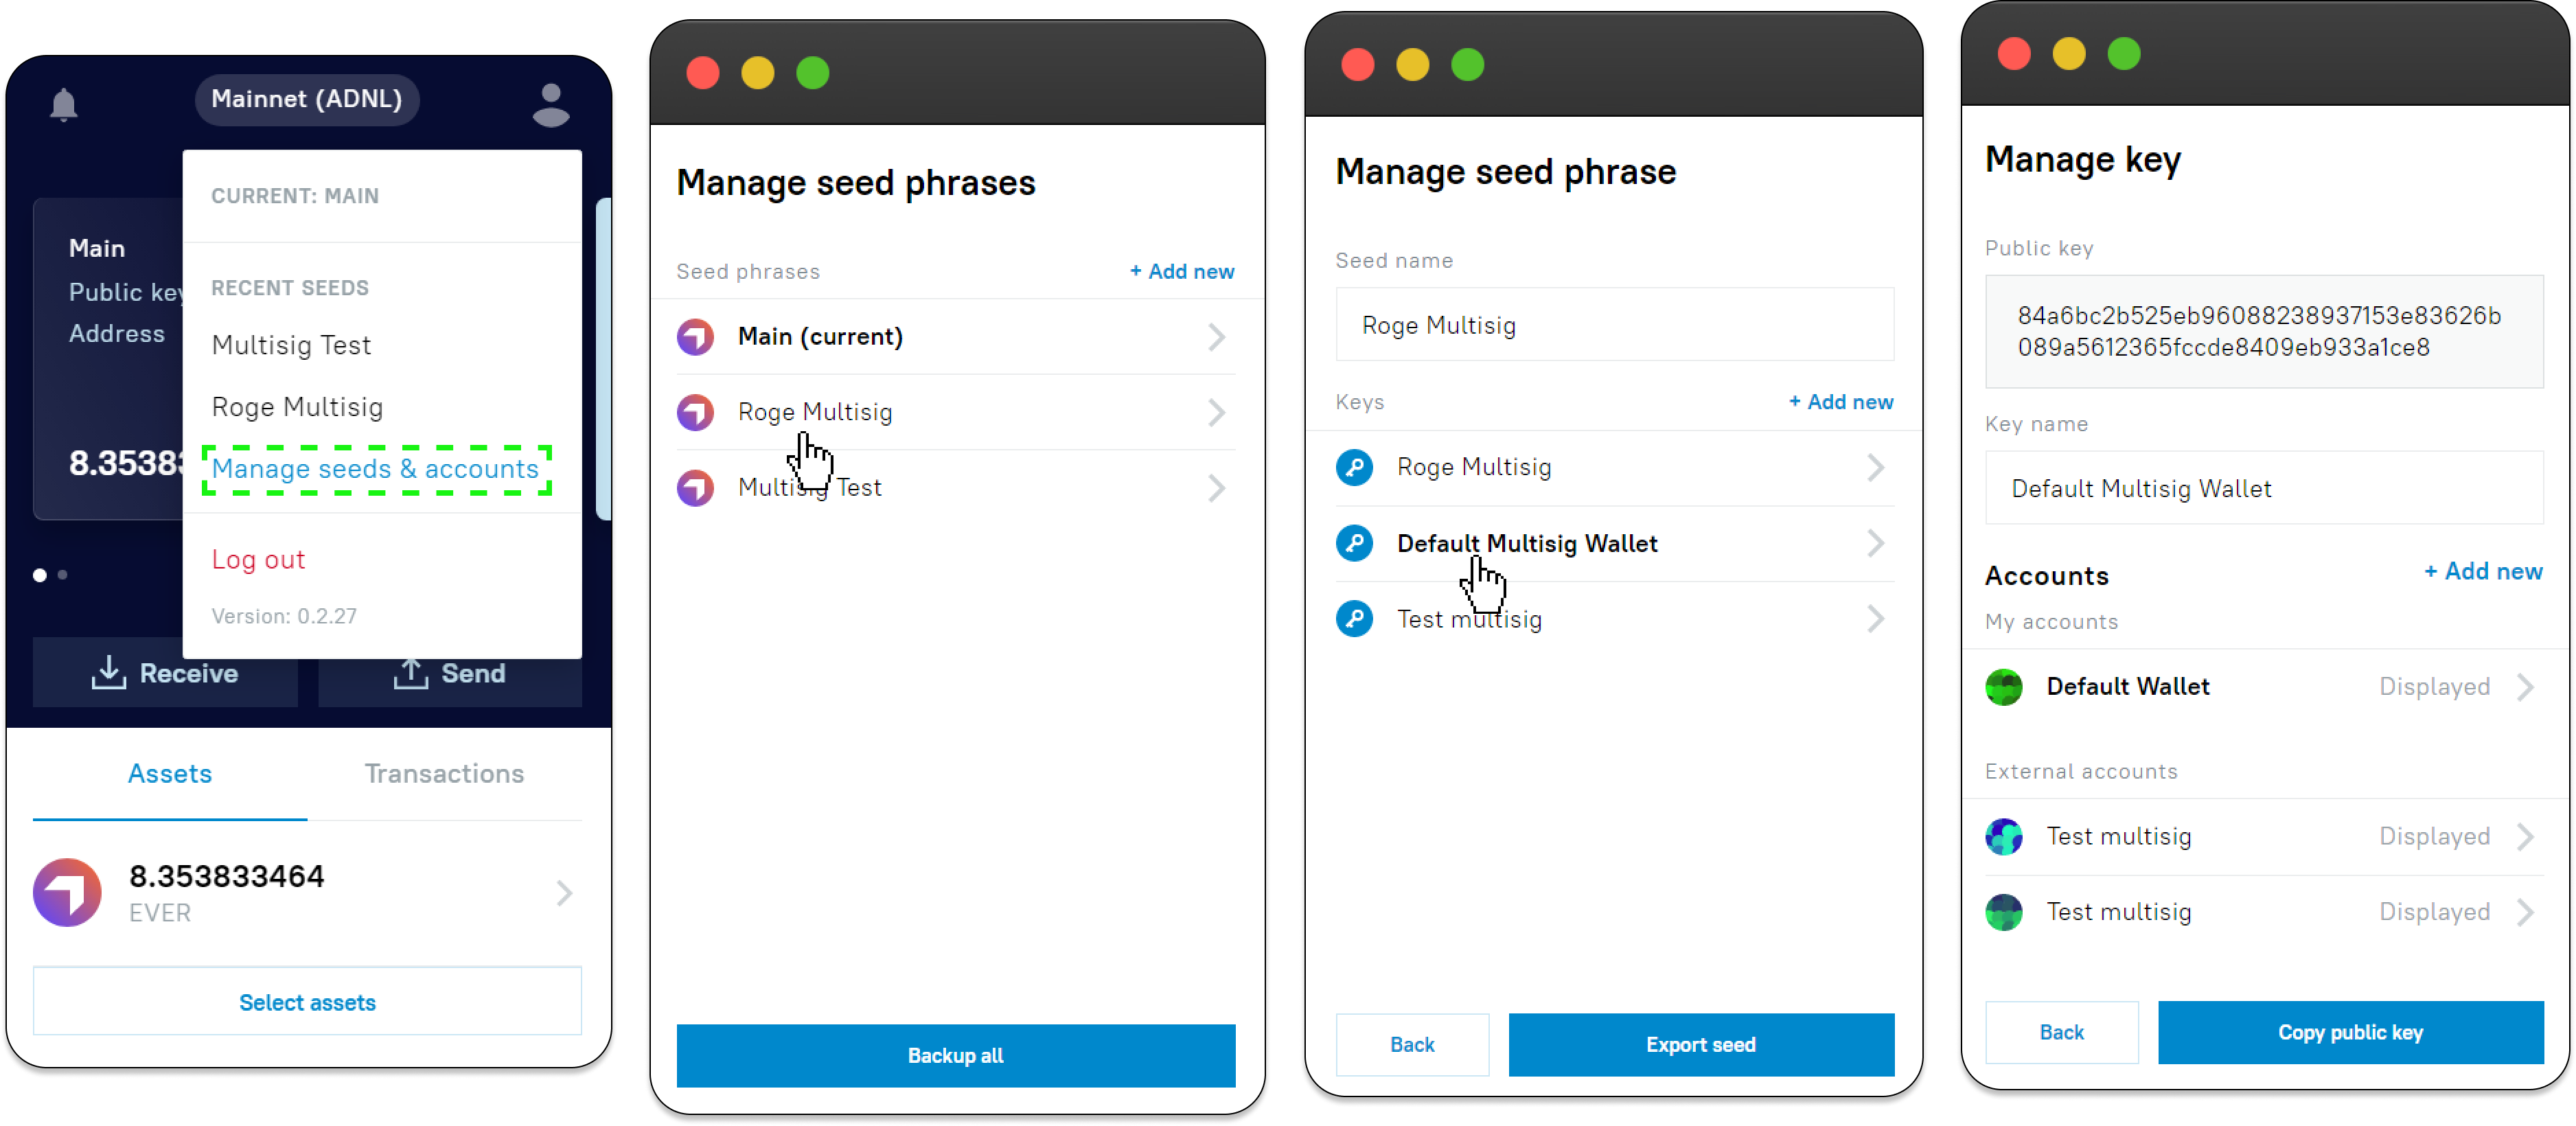 Mainnet (ADNL)
CURRENT: MAIN
Main
Public key
Address
RECENT SEEDS
Multisig Test
Roge Multisig
8.3538
Manage seeds & accounts
Log out
Version: 0.2.27
Receive
Send
Assets
Transactions
8.353833464
EVER
Select assets
Manage seed phrases
Seed phrases
+ Add new
Main (current)
Roge Multisig
Multisig Test
Backup all
Manage seed phrase
Seed name
Roge Multisig
Keys
+ Add new
Roge Multisig
Default Multisig Wallet
Test multisig
Back
Export seed
Manage key
Public key
84a6bc2b525eb96088238937153e83626b
089a5612365fccde8409eb933a1ce8
Key name
Default Multisig Wallet
Accounts
+ Add new
My accounts
Default Wallet
Displayed
External accounts
Test multisig
Displayed
Test multisig
Displayed
Back
Copy public key